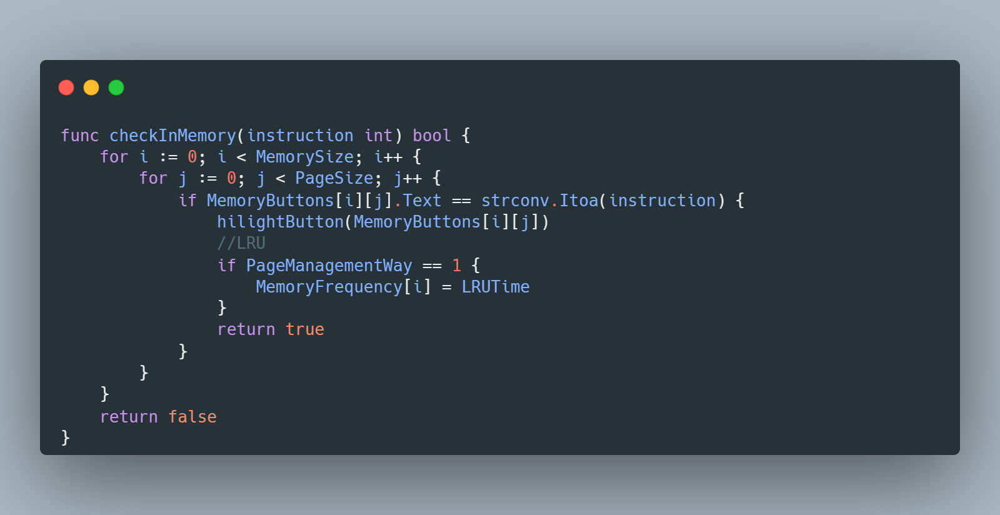 func checkInMemory(instruction int) bool {
    for i := 0; i < MemorySize; i++ {
        for j := 0; j < PageSize; j++ {
            if MemoryButtons[i][j].Text == strconv.Itoa(instruction) {
                hilightButton(MemoryButtons[i][j])
                //LRU
                if PageManagementWay == 1 {
                    MemoryFrequency[i] = LRUTime
                }
                return true
            }
        }
    }
    return false
}